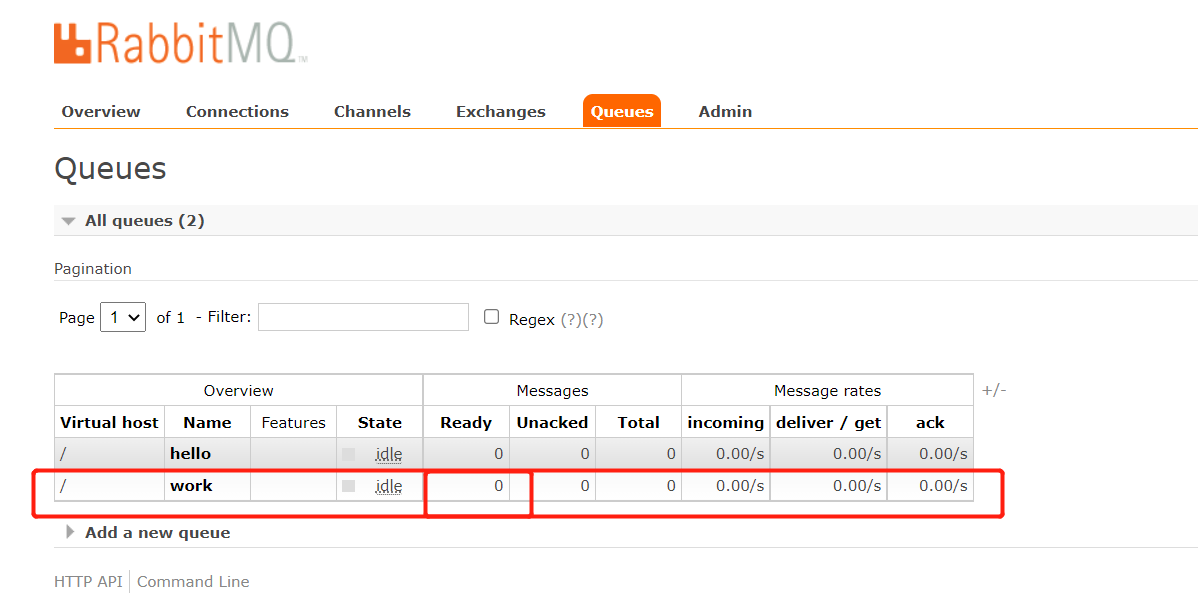 RabbitMQ TM
Overview Connections Channels Exchanges Queues Admin
Queues
All queues (2)
Pagination
Page 1 of 1 - Filter: Regex (?)(?)
Overview Messages Message rates +/-
Virtual host Name Features State Ready Unacked Total incoming deliver / get ack
/ hello idle 0 0 0 0.00/s 0.00/s 0.00/s
/ work idle 0 0 0 0.00/s 0.00/s 0.00/s
Add a new queue
HTTP API Command Line